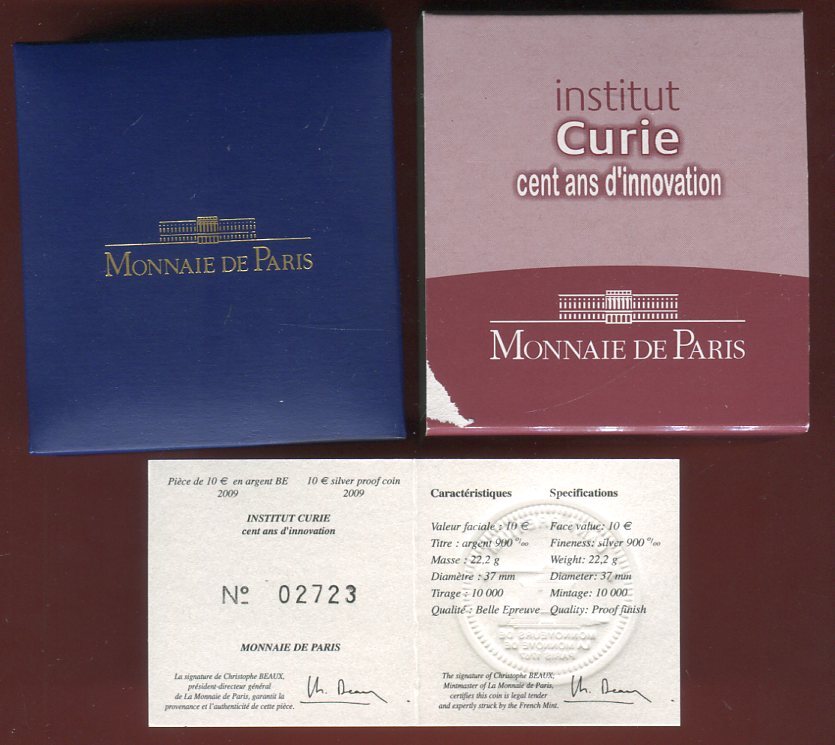 MONNAIE DE PARIS
institut
Curie
cent ans d'innovation
MONNAIE DE PARIS
Pièce de 10 € en argent BE
2009
10 € silver proof coin
2009
INSTITUT CURIE
cent ans d'innovation
Nº 02723
MONNAIE DE PARIS
La signature de Christophe BEAUX,
président-directeur général
de La Monnaie de Paris, garantit la
provenance et l'authenticité de cette pièce.
Caractéristiques
Valeur faciale : 10 €
Titre : argent 900 °/oo
Masse : 22,2 g
Diamètre : 37 mm
Tirage : 10 000
Qualité : Belle Epreuve
Specifications
Face value: 10 €
Fineness: silver 900 °/oo
Weight: 22,2 g
Diameter: 37 mm
Mintage: 10 000
Quality: Proof finish
The signature of Christophe BEAUX,
Mintmaster of La Monnaie de Paris,
certifies this coin is legal tender
and expertly struck by the French Mint.